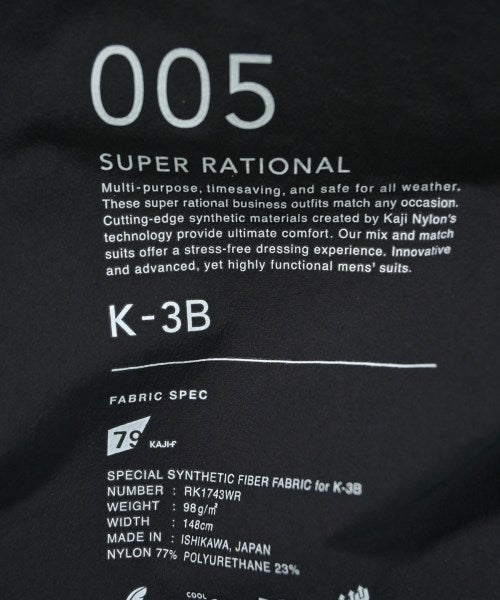 005
SUPER RATIONAL
Multi-purpose, timesaving, and safe for all weather.
These super rational business outfits match any occasion.
Cutting-edge synthetic materials created by Kaji Nylon's
technology provide ultimate comfort. Our mix and match
suits offer a stress-free dressing experience. Innovative
and advanced, yet highly functional mens' suits.
K-3B
FABRIC SPEC
79 KAJIF
SPECIAL SYNTHETIC FIBER FABRIC for K-3B
NUMBER : RK1743WR
WEIGHT : 98g/㎡
WIDTH : 148cm
MADE IN : ISHIKAWA, JAPAN
NYLON 77% POLYURETHANE 23%
COOL